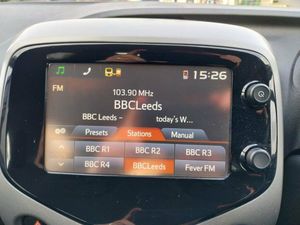 15:26
FM
103.90 MHz
BBCLeeds
BBC Leeds – today's W...
Presets Stations Manual
BBC R1 BBC R2 BBC R3
BBC R4 BBCLeeds Fever FM